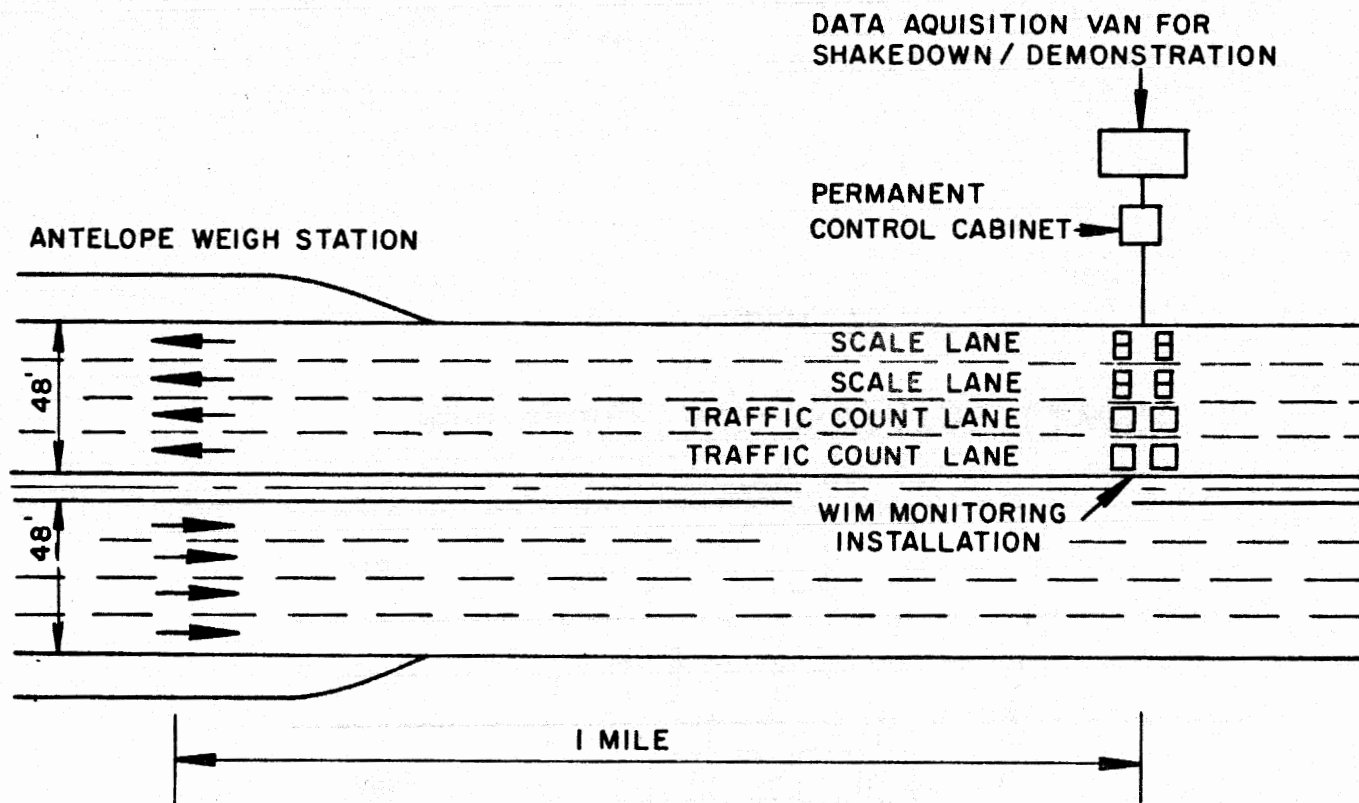 DATA AQUISITION VAN FOR
SHAKEDOWN / DEMONSTRATION
PERMANENT
CONTROL CABINET
ANTELOPE WEIGH STATION
SCALE LANE
SCALE LANE
TRAFFIC COUNT LANE
TRAFFIC COUNT LANE
48'
48'
WIM MONITORING
INSTALLATION
1 MILE